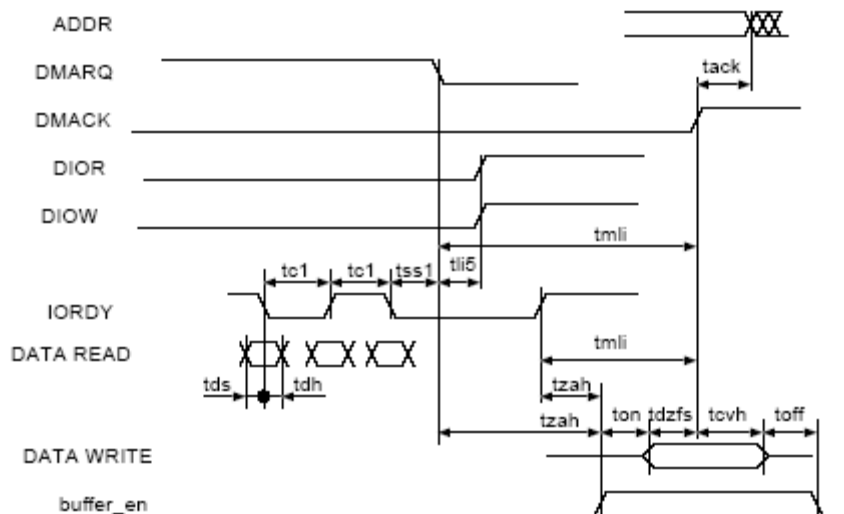 ADDR
DMARQ
tack
DMACK
DIOR
DIOW
tmli
tc1 tc1 tss1 tli5
IORDY
DATA READ
tmli
tds tdh
tzah
tzah ton tdzfs tcvh toff
DATA WRITE
buffer_en